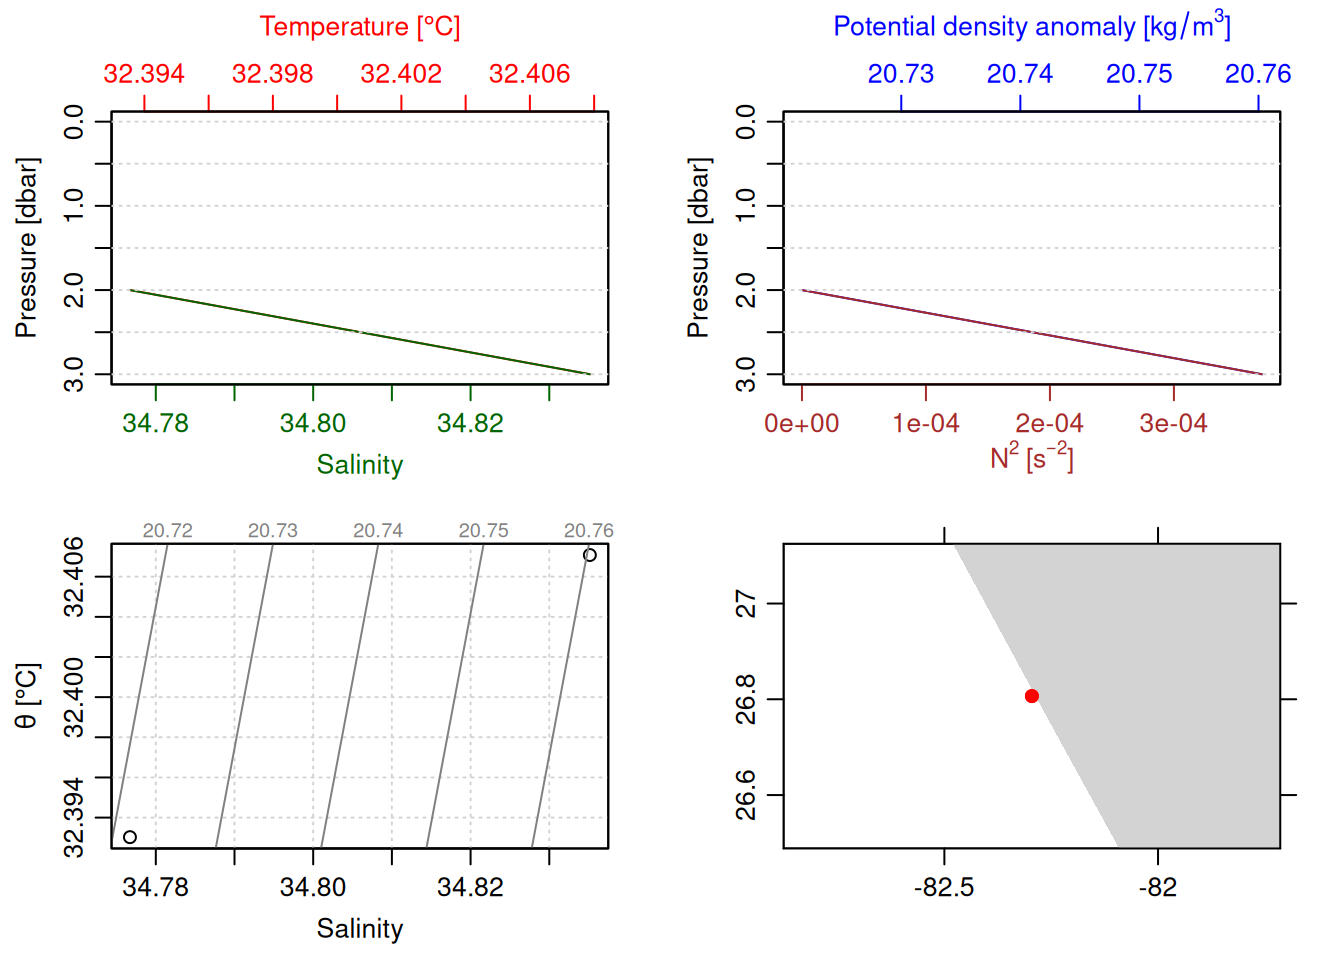 Temperature [°C]
32.394 32.398 32.402 32.406
Pressure [dbar]
0.0 1.0 2.0 3.0
34.78 34.80 34.82
Salinity
Potential density anomaly [kg/m³]
20.73 20.74 20.75 20.76
Pressure [dbar]
0.0 1.0 2.0 3.0
0e+00 1e-04 2e-04 3e-04
N² [s⁻²]
20.72 20.73 20.74 20.75 20.76
θ [°C]
32.394 32.400 32.406
34.78 34.80 34.82
Salinity
27
26.8
26.6
-82.5 -82